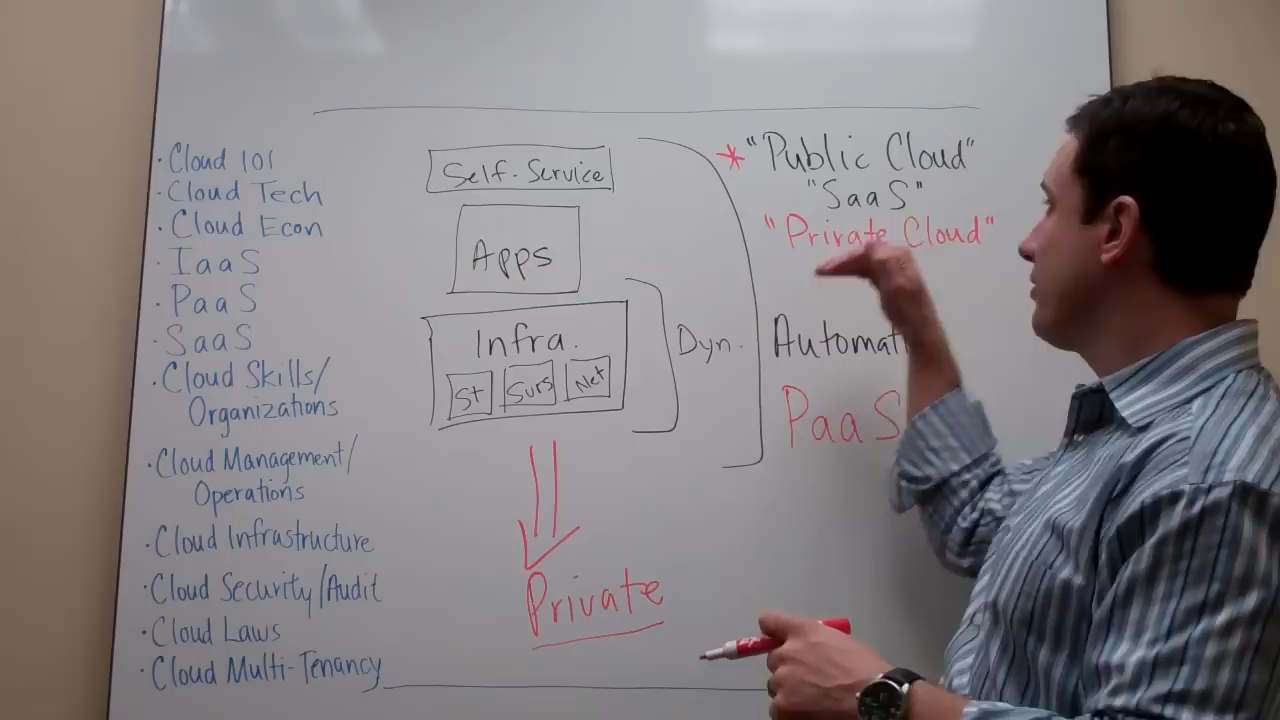 · Cloud 101
· Cloud Tech
· Cloud Econ
· IaaS
· PaaS
· SaaS
· Cloud Skills/
Organizations
· Cloud Management/
Operations
· Cloud Infrastructure
· Cloud Security/Audit
· Cloud Laws
· Cloud Multi-Tenancy
Self-Service
Apps
Infra.
St
Survs
Net
Dyn.
Private
* "Public Cloud"
"SaaS"
"Private Cloud"
Automat
PaaS